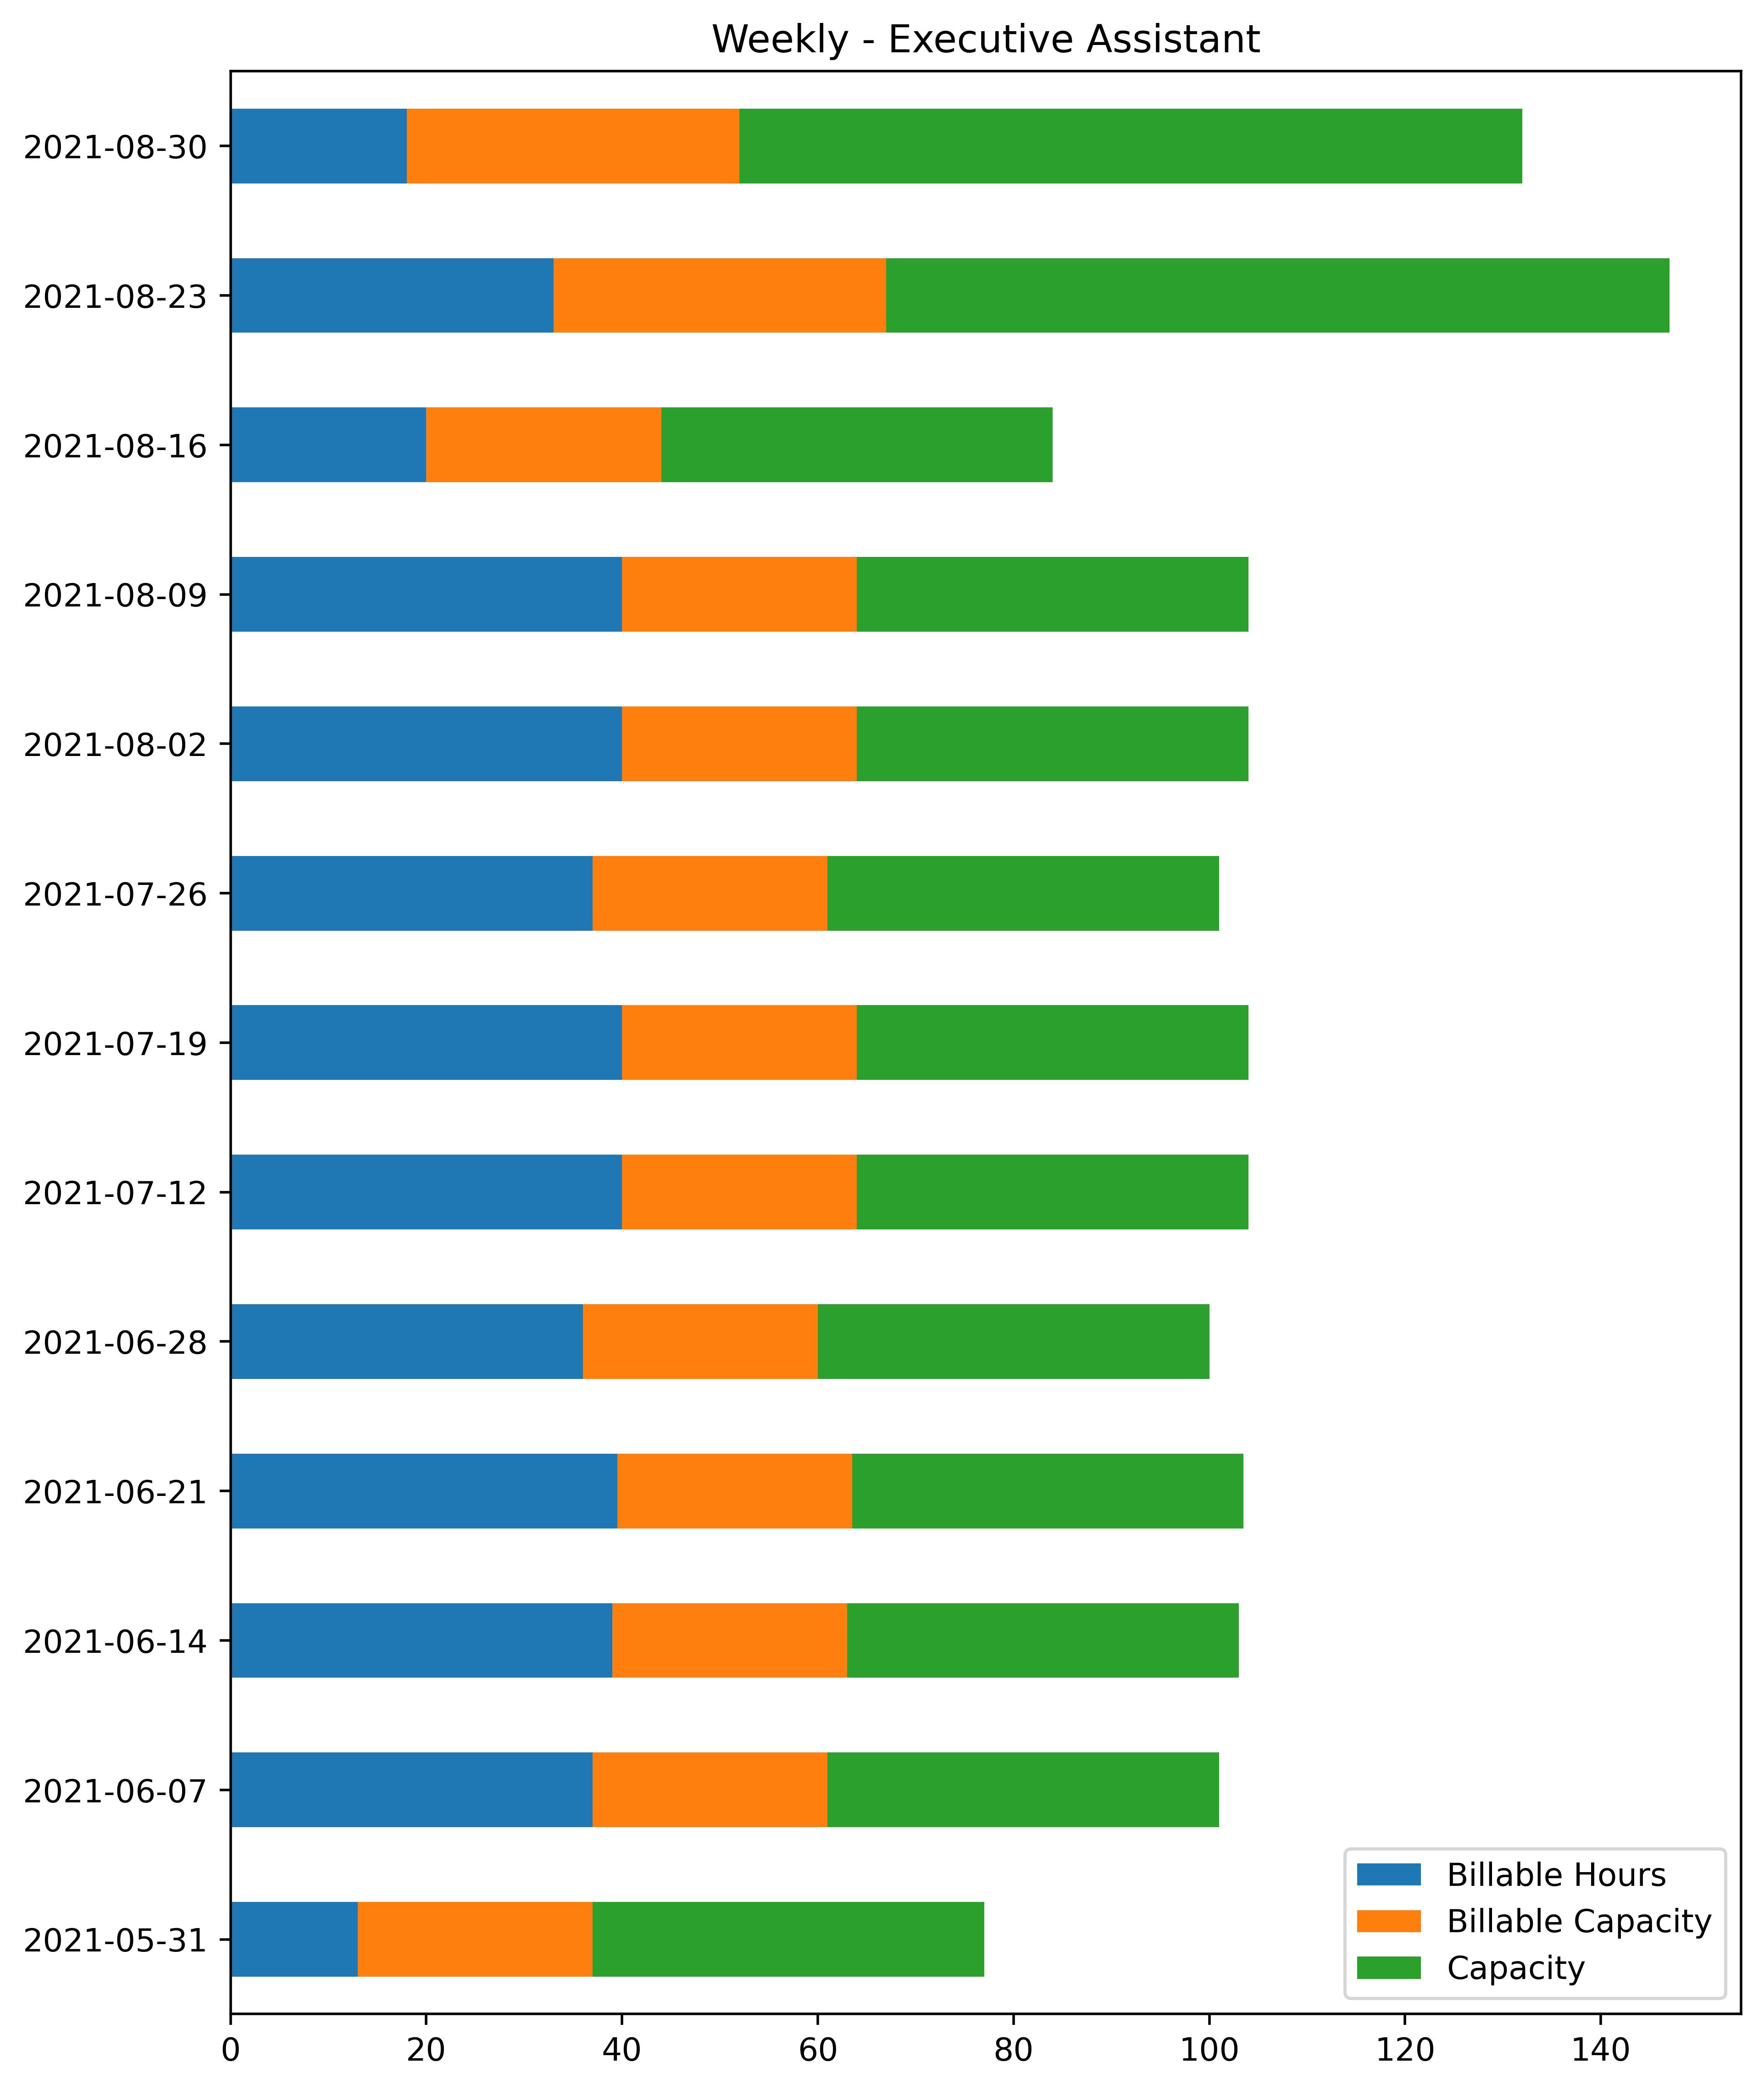 Weekly - Executive Assistant
2021-08-30
2021-08-23
2021-08-16
2021-08-09
2021-08-02
2021-07-26
2021-07-19
2021-07-12
2021-06-28
2021-06-21
2021-06-14
2021-06-07
2021-05-31
Billable Hours
Billable Capacity
Capacity
0 20 40 60 80 100 120 140